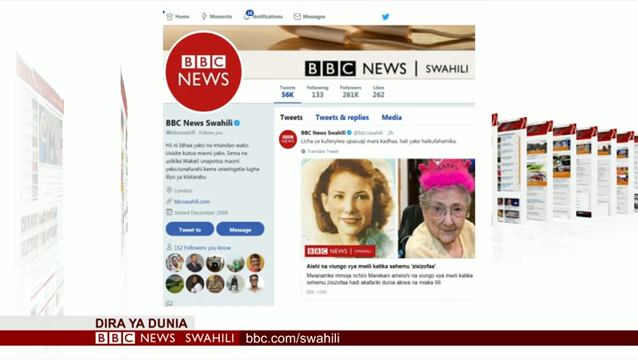 Home Moments Notifications Messages
BBC NEWS
BBC NEWS | SWAHILI
Tweets Following Followers Likes
56K 133 261K 262
Tweets Tweets & replies Media
BBC News Swahili
@bbcswahili Follows you
Hii ni idhaa yako na mtandao wako.
Usisite kutoa maoni yako. Sema na
usikike.Wakati unapotoa maoni
yako,tunafurahi kama unazingatia lugha
iliyo ya kistarabu
London
bbcswahili.com
Joined December 2008
Tweet to Message
152 Followers you know
BBC News Swahili @bbcswahili · 2h
Licha ya kufanyiwa upasuaji mara kadhaa, hali yake haikufahamika.
Translate Tweet
BBC NEWS SWAHILI
Aishi na viungo vya mwili katika sehemu 'zisizofaa'
Mwanamke mmoja nchini Marekani ameishi na viungo vya mwili katika
sehemu zisizofaa hadi akafariki dunia akiwa na miaka 99.
bbc.com
DIRA YA DUNIA
BBC NEWS SWAHILI bbc.com/swahili